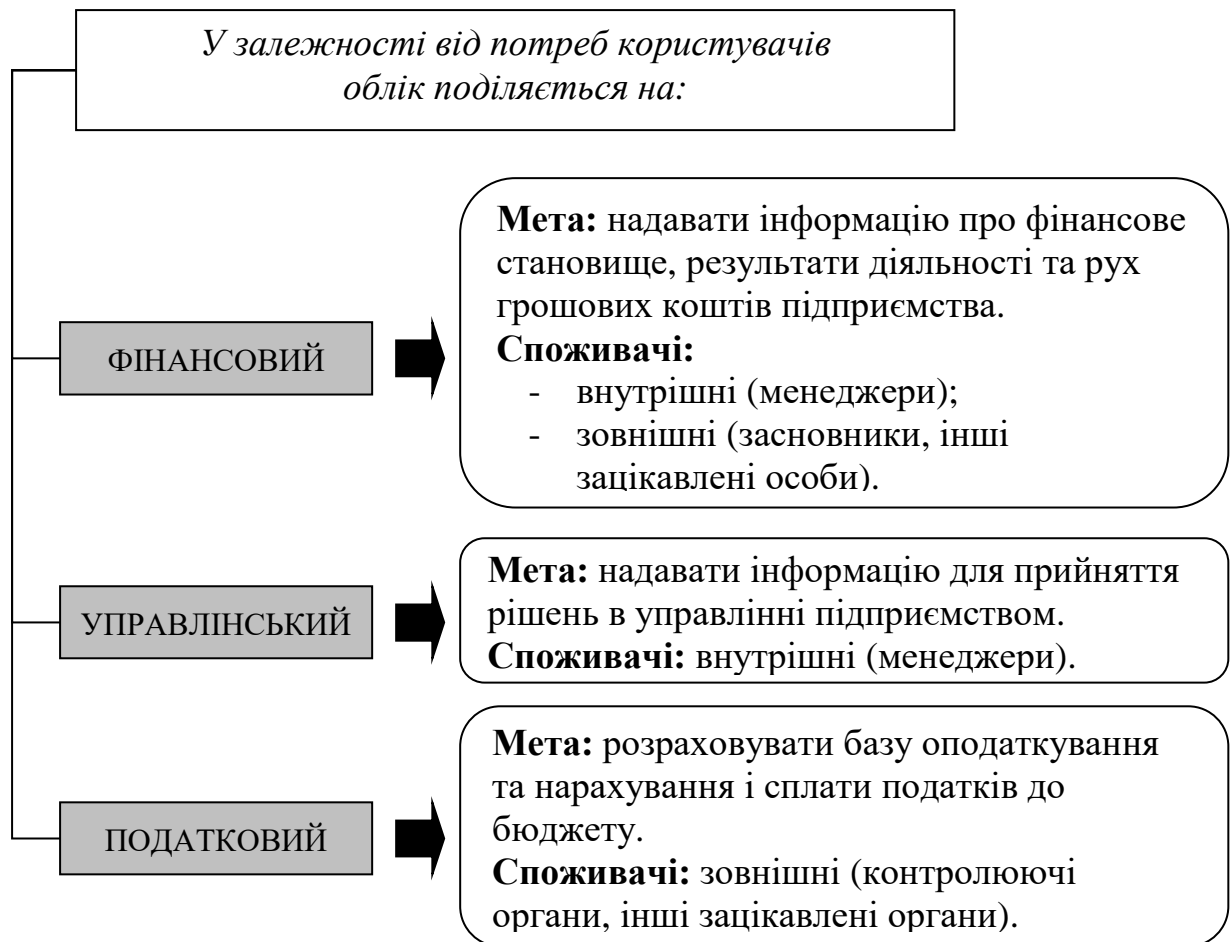 У залежності від потреб користувачів
облік поділяється на:
ФІНАНСОВИЙ
Мета: надавати інформацію про фінансове
становище, результати діяльності та рух
грошових коштів підприємства.
Споживачі:
- внутрішні (менеджери);
- зовнішні (засновники, інші
зацікавлені особи).
УПРАВЛІНСЬКИЙ
Мета: надавати інформацію для прийняття
рішень в управлінні підприємством.
Споживачі: внутрішні (менеджери).
ПОДАТКОВИЙ
Мета: розраховувати базу оподаткування
та нарахування і сплати податків до
бюджету.
Споживачі: зовнішні (контролюючі
органи, інші зацікавлені органи).